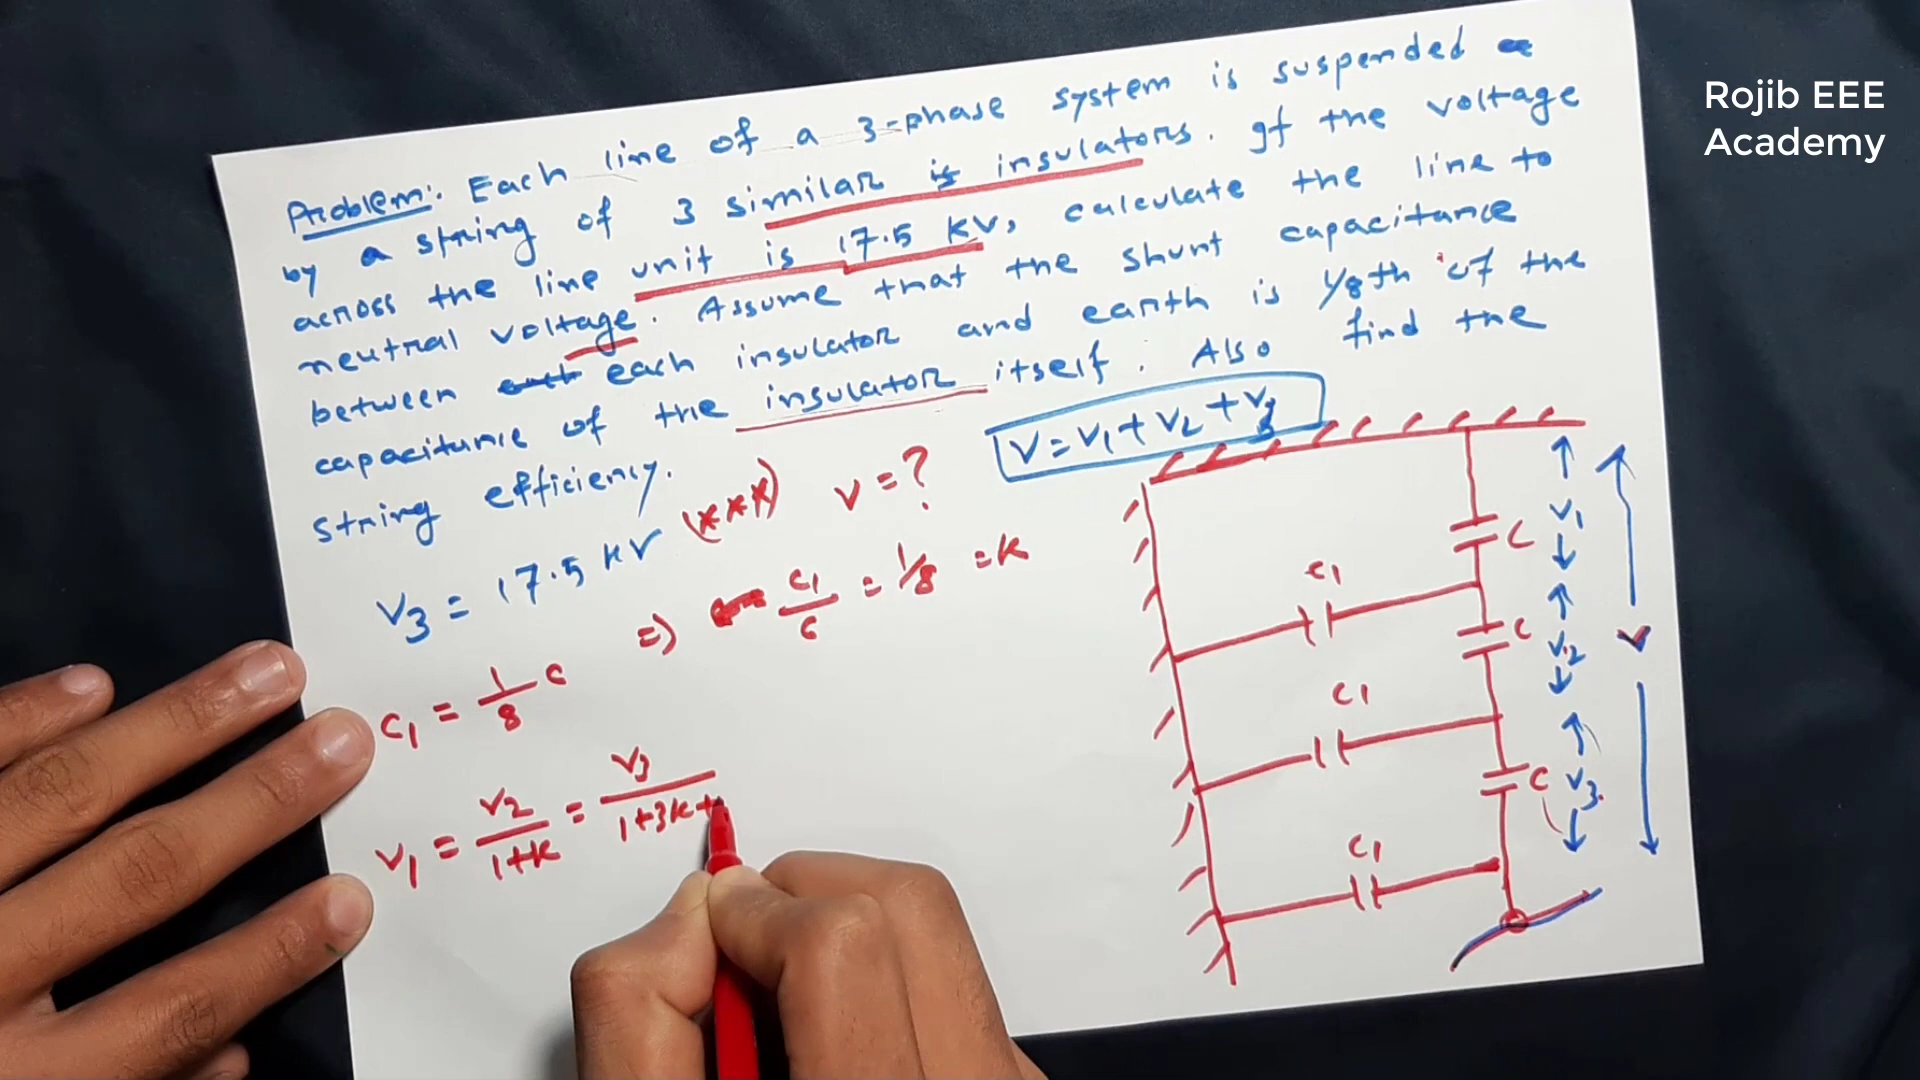 Rojib EEE
Academy
Problem: Each line of a 3-phase system is suspended
by a string of 3 similar is insulators. If the voltage
across the line unit is 17.5 KV, calculate the line to
neutral voltage. Assume that the shunt capacitance
between each insulator and earth is 1/8th of the
capacitance of the insulator itself. Also find the
string efficiency.
V = V1 + V2 + V3
(***) V = ?
V3 = 17.5 KV
=> C1/C = 1/8 = K
C1 = 1/8 C
V1 = V2/1+K = V3/1+3K+
C
V1
C1
C
V2
V
C1
C
V3
C1